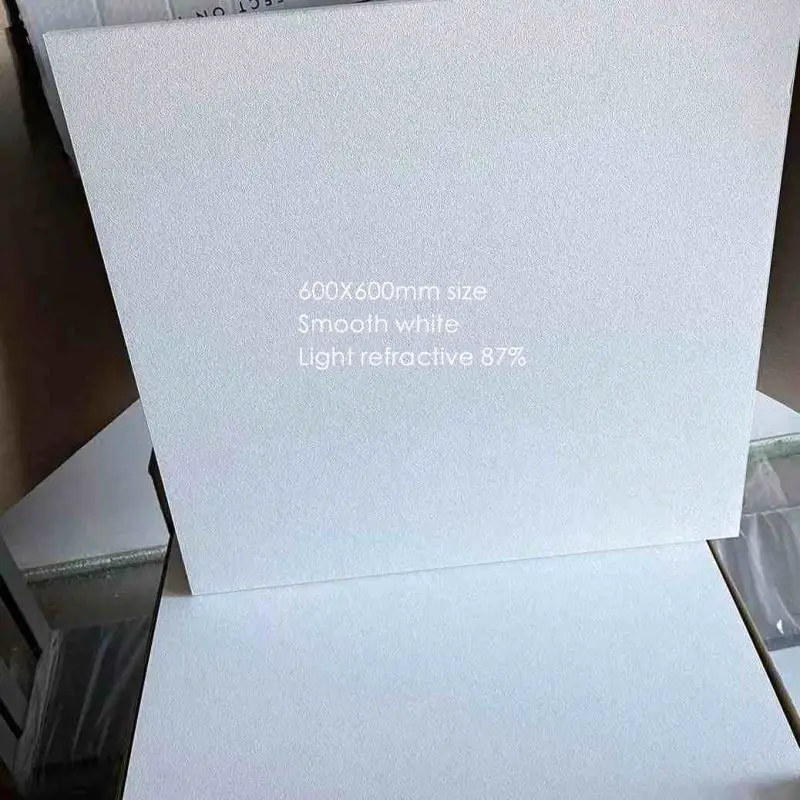 600X600mm size
Smooth white
Light refractive 87%